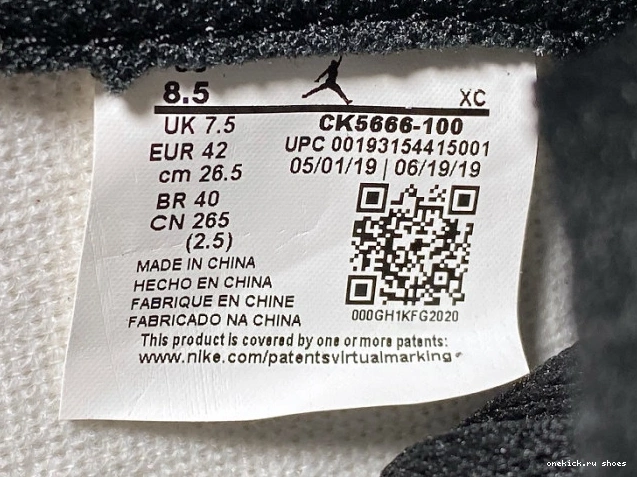 8.5
XC
UK 7.5
EUR 42
cm 26.5
BR 40
CN 265
(2.5)
CK5666-100
UPC 00193154415001
05/01/19 | 06/19/19
000GH1KFG2020
MADE IN CHINA
HECHO EN CHINA
FABRIQUE EN CHINE
FABRICADO NA CHINA
This product is covered by one or more patents:
www.nike.com/patentsvirtualmarking
onekick.ru shoes